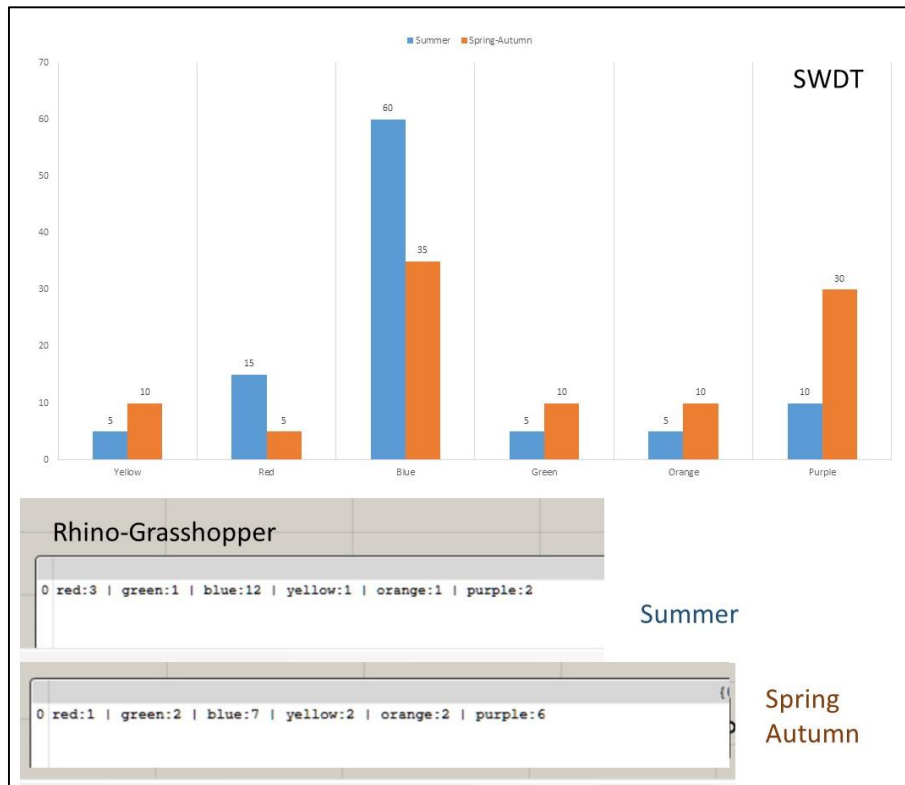 Summer Spring-Autumn
SWDT
70
60
50
40
30
20
10
0
5
10
15
5
60
35
5
10
5
10
10
30
Yellow Red Blue Green Orange Purple
Rhino-Grasshopper
0 red:3 | green:1 | blue:12 | yellow:1 | orange:1 | purple:2
Summer
0 red:1 | green:2 | blue:7 | yellow:2 | orange:2 | purple:6
Spring
Autumn